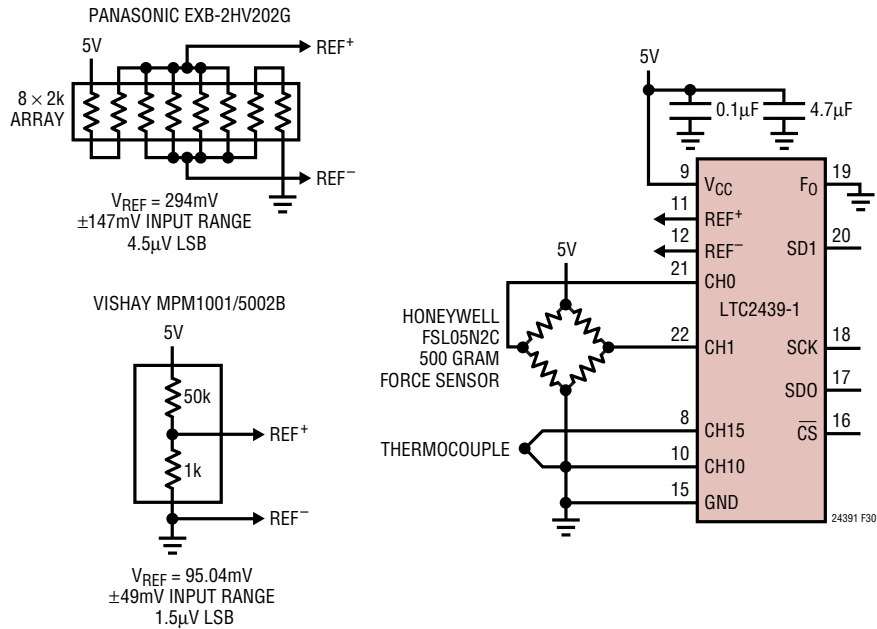 PANASONIC EXB-2HV202G
5V
REF+
8 × 2k
ARRAY
REF−
VREF = 294mV
±147mV INPUT RANGE
4.5µV LSB
VISHAY MPM1001/5002B
5V
50k
REF+
1k
REF−
VREF = 95.04mV
±49mV INPUT RANGE
1.5µV LSB
5V
0.1µF
4.7µF
9
VCC
FO
19
11
REF+
12
REF−
SD1
20
21
CH0
LTC2439-1
5V
HONEYWELL
FSL05N2C
500 GRAM
FORCE SENSOR
22
CH1
SCK
18
SDO
17
8
CH15
CS
16
THERMOCOUPLE
10
CH10
15
GND
24391 F30